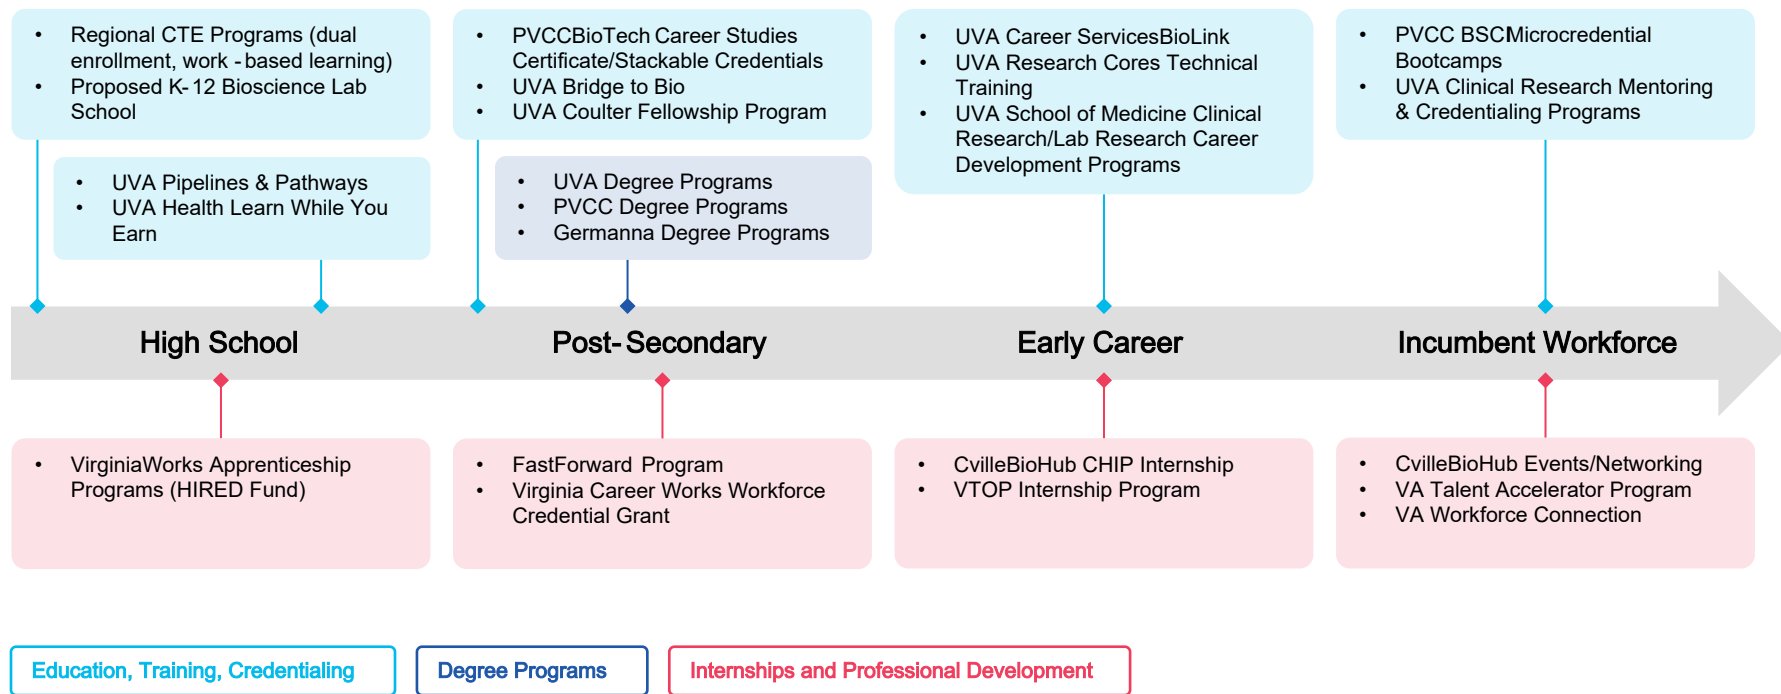 • Regional CTE Programs (dual
enrollment, work -based learning)
• Proposed K-12 Bioscience Lab
School
• UVA Pipelines & Pathways
• UVA Health Learn While You
Earn
• PVCCBioTech Career Studies
Certificate/Stackable Credentials
• UVA Bridge to Bio
• UVA Coulter Fellowship Program
• UVA Degree Programs
• PVCC Degree Programs
• Germanna Degree Programs
• UVA Career ServicesBioLink
• UVA Research Cores Technical
Training
• UVA School of Medicine Clinical
Research/Lab Research Career
Development Programs
• PVCC BSCMicrocredential
Bootcamps
• UVA Clinical Research Mentoring
& Credentialing Programs
High School
Post-Secondary
Early Career
Incumbent Workforce
• VirginiaWorks Apprenticeship
Programs (HIRED Fund)
• FastForward Program
• Virginia Career Works Workforce
Credential Grant
• CvilleBioHub CHIP Internship
• VTOP Internship Program
• CvilleBioHub Events/Networking
• VA Talent Accelerator Program
• VA Workforce Connection
Education, Training, Credentialing
Degree Programs
Internships and Professional Development